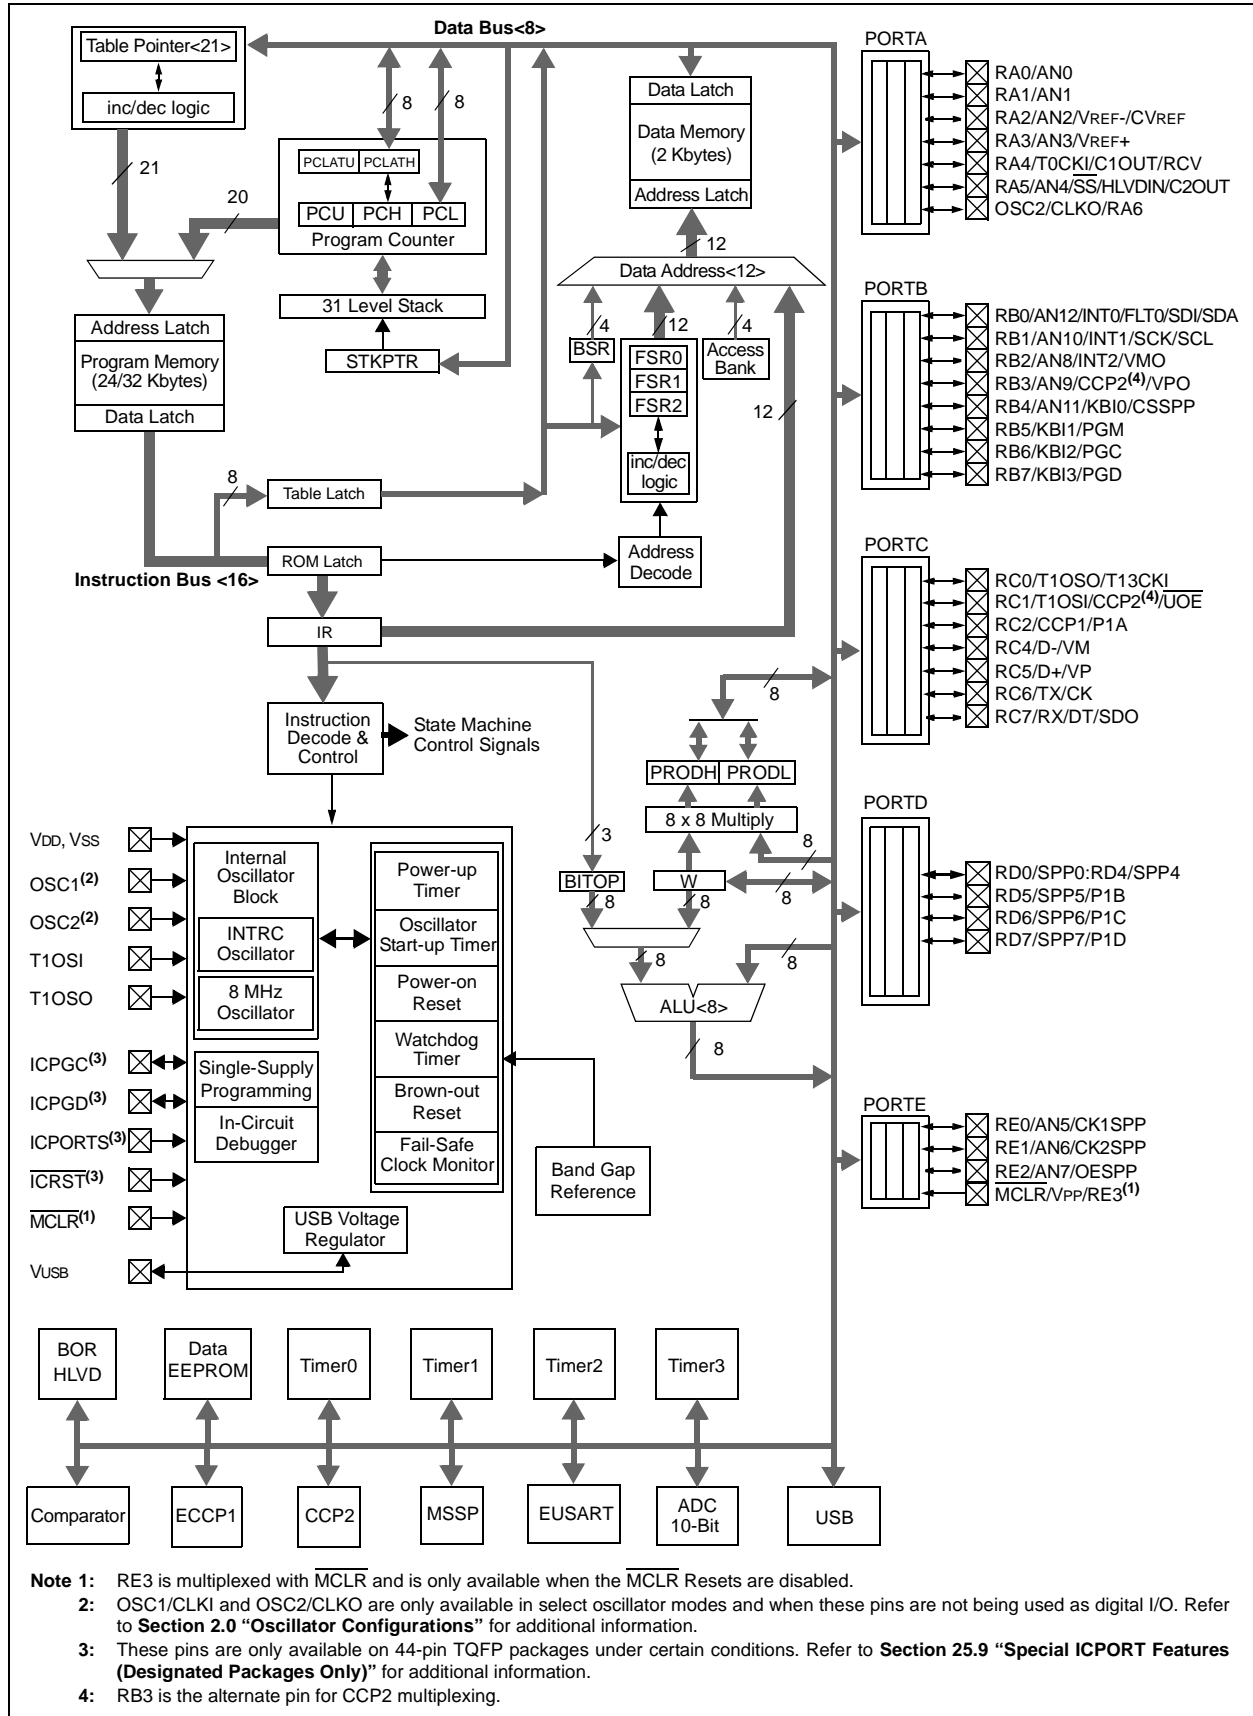 Data Bus<8>
Table Pointer<21>
inc/dec logic
21
20
8
8
PCLATU PCLATH
PCU PCH PCL
Program Counter
31 Level Stack
STKPTR
Address Latch
Program Memory
(24/32 Kbytes)
Data Latch
8
Table Latch
ROM Latch
Instruction Bus <16>
IR
Data Latch
Data Memory
(2 Kbytes)
Address Latch
12
Data Address<12>
4
12
4
BSR
FSR0
FSR1
FSR2
inc/dec
logic
Access
Bank
12
Address
Decode
Instruction
Decode &
Control
State Machine
Control Signals
8
PRODH PRODL
8 x 8 Multiply
3
8
BITOP
W
8
8
8
8
8
ALU<8>
8
VDD, VSS
OSC1(2)
OSC2(2)
T1OSI
T1OSO
ICPGC(3)
ICPGD(3)
ICPORTS(3)
ICRST(3)
MCLR(1)
VUSB
Internal
Oscillator
Block
INTRC
Oscillator
8 MHz
Oscillator
Single-Supply
Programming
In-Circuit
Debugger
Power-up
Timer
Oscillator
Start-up Timer
Power-on
Reset
Watchdog
Timer
Brown-out
Reset
Fail-Safe
Clock Monitor
Band Gap
Reference
USB Voltage
Regulator
PORTA
RA0/AN0
RA1/AN1
RA2/AN2/VREF-/CVREF
RA3/AN3/VREF+
RA4/T0CKI/C1OUT/RCV
RA5/AN4/SS/HLVDIN/C2OUT
OSC2/CLKO/RA6
PORTB
RB0/AN12/INT0/FLT0/SDI/SDA
RB1/AN10/INT1/SCK/SCL
RB2/AN8/INT2/VMO
RB3/AN9/CCP2(4)/VPO
RB4/AN11/KBI0/CSSPP
RB5/KBI1/PGM
RB6/KBI2/PGC
RB7/KBI3/PGD
PORTC
RC0/T1OSO/T13CKI
RC1/T1OSI/CCP2(4)/UOE
RC2/CCP1/P1A
RC4/D-/VM
RC5/D+/VP
RC6/TX/CK
RC7/RX/DT/SDO
PORTD
RD0/SPP0:RD4/SPP4
RD5/SPP5/P1B
RD6/SPP6/P1C
RD7/SPP7/P1D
PORTE
RE0/AN5/CK1SPP
RE1/AN6/CK2SPP
RE2/AN7/OESPP
MCLR/VPP/RE3(1)
BOR
HLVD
Data
EEPROM
Timer0
Timer1
Timer2
Timer3
Comparator
ECCP1
CCP2
MSSP
EUSART
ADC
10-Bit
USB
Note 1: RE3 is multiplexed with MCLR and is only available when the MCLR Resets are disabled.
2: OSC1/CLKI and OSC2/CLKO are only available in select oscillator modes and when these pins are not being used as digital I/O. Refer
to Section 2.0 “Oscillator Configurations” for additional information.
3: These pins are only available on 44-pin TQFP packages under certain conditions. Refer to Section 25.9 “Special ICPORT Features
(Designated Packages Only)” for additional information.
4: RB3 is the alternate pin for CCP2 multiplexing.